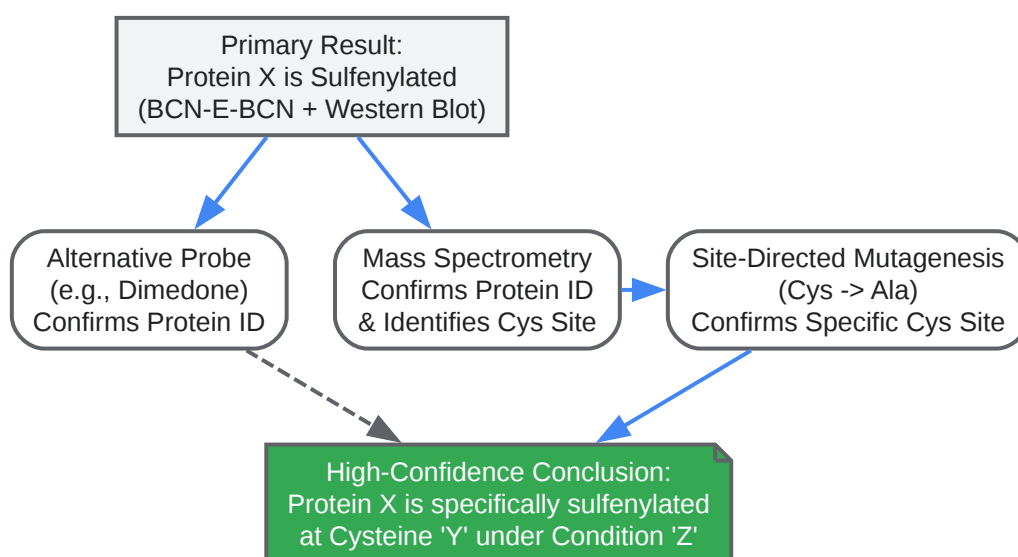 Primary Result:
Protein X is Sulfenylated
(BCN-E-BCN + Western Blot)
Alternative Probe
(e.g., Dimedone)
Confirms Protein ID
Mass Spectrometry
Confirms Protein ID
& Identifies Cys Site
Site-Directed Mutagenesis
(Cys -> Ala)
Confirms Specific Cys Site
High-Confidence Conclusion:
Protein X is specifically sulfenylated
at Cysteine 'Y' under Condition 'Z'